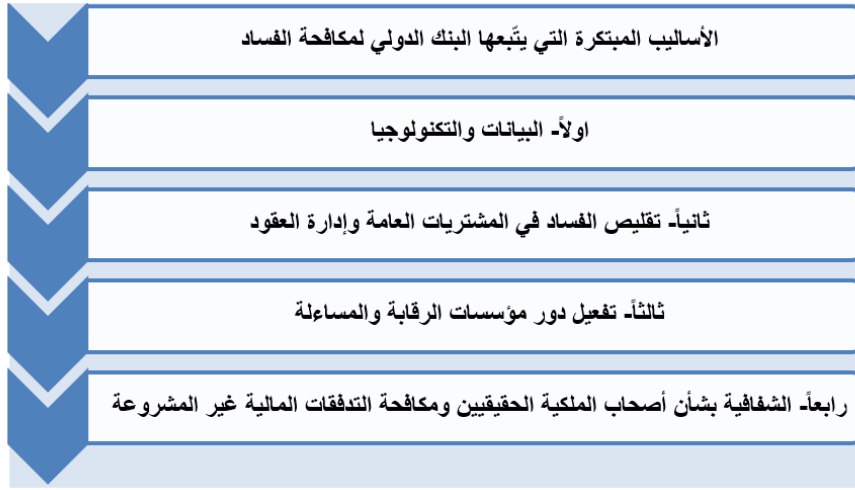 الأساليب المبتكرة التي يتّبعها البنك الدولي لمكافحة الفساد
اولاً- البيانات والتكنولوجيا
ثانياً- تقليص الفساد في المشتريات العامة وإدارة العقود
ثالثاً- تفعيل دور مؤسسات الرقابة والمساءلة
رابعاً- الشفافية بشأن أصحاب الملكية الحقيقيين ومكافحة التدفقات المالية غير المشروعة